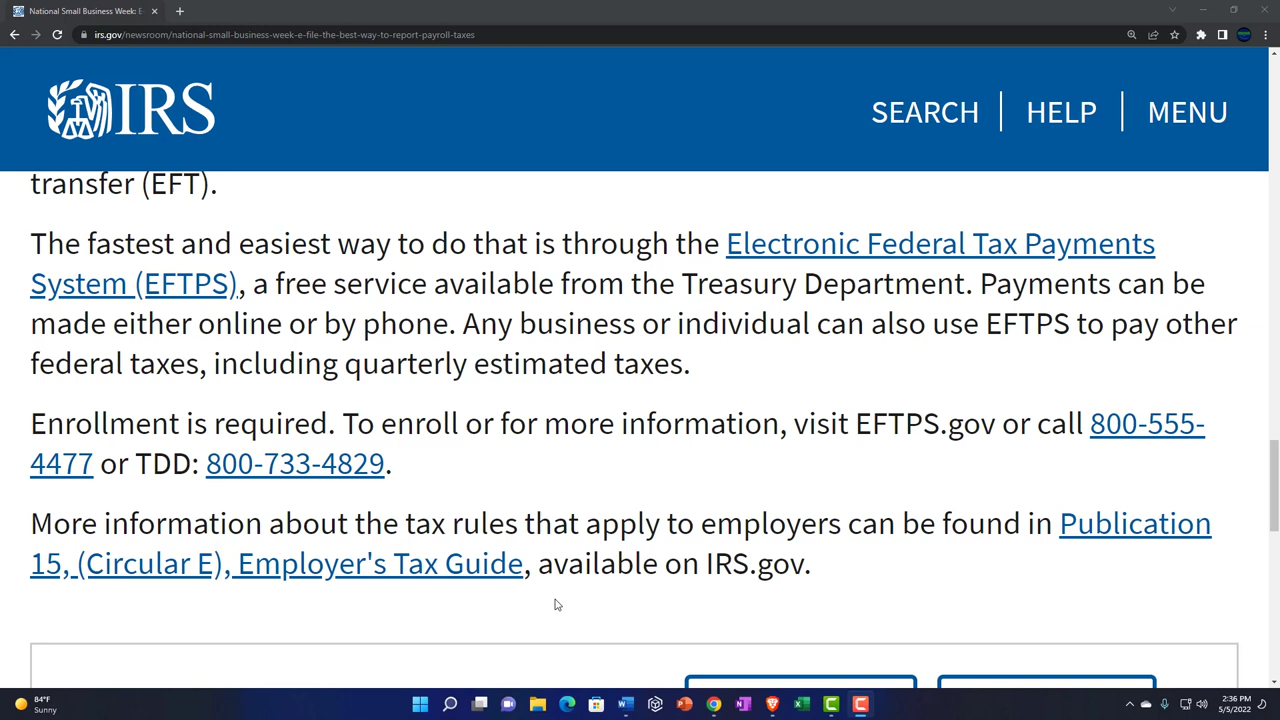 National Small Business Week: E
irs.gov/newsroom/national-small-business-week-e-file-the-best-way-to-report-payroll-taxes
IRS
SEARCH
HELP
MENU
transfer (EFT).
The fastest and easiest way to do that is through the Electronic Federal Tax Payments
System (EFTPS), a free service available from the Treasury Department. Payments can be
made either online or by phone. Any business or individual can also use EFTPS to pay other
federal taxes, including quarterly estimated taxes.
Enrollment is required. To enroll or for more information, visit EFTPS.gov or call 800-555-
4477 or TDD: 800-733-4829.
More information about the tax rules that apply to employers can be found in Publication
15, (Circular E), Employer's Tax Guide, available on IRS.gov.
84°F
Sunny
2:36 PM
5/5/2022